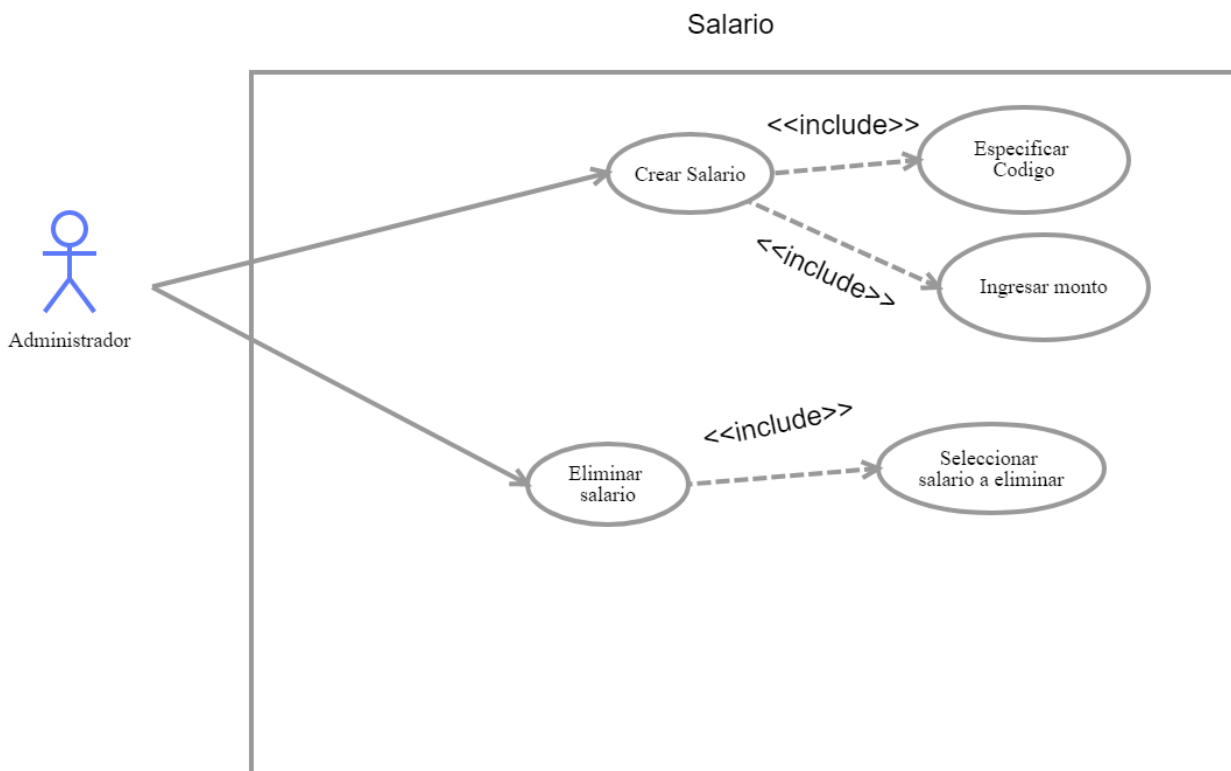 Salario
<<include>>
Especificar
Codigo
Crear Salario
<<include>>
Ingresar monto
Administrador
<<include>>
Eliminar
salario
Seleccionar
salario a eliminar